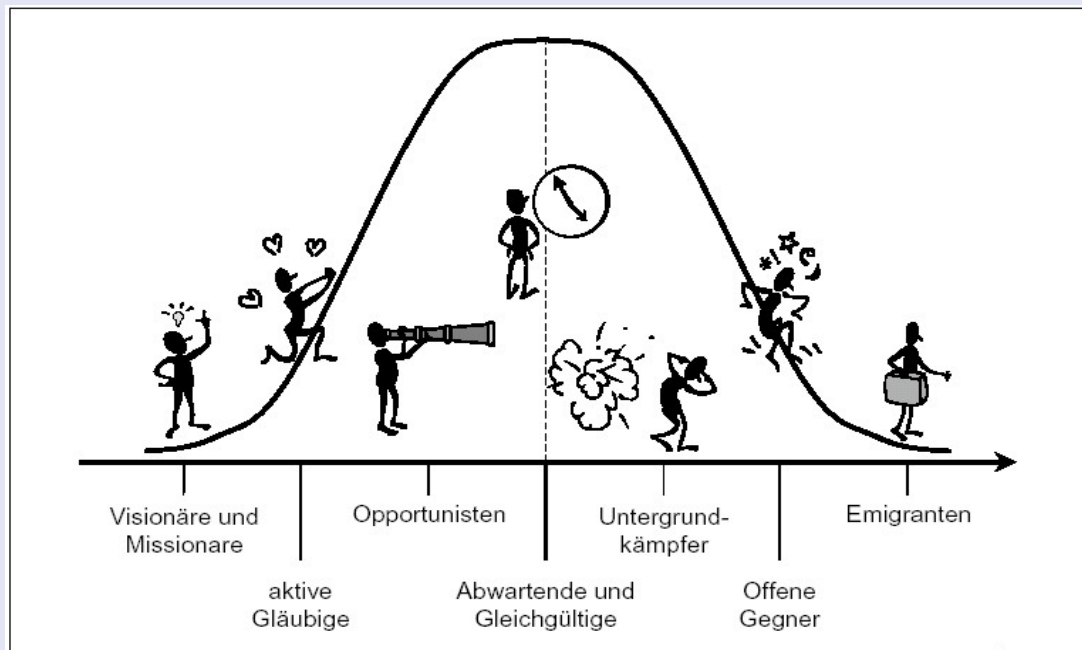 Visionäre und
Missionare
aktive
Gläubige
Opportunisten
Abwartende und
Gleichgültige
Untergrund-
kämpfer
Offene
Gegner
Emigranten